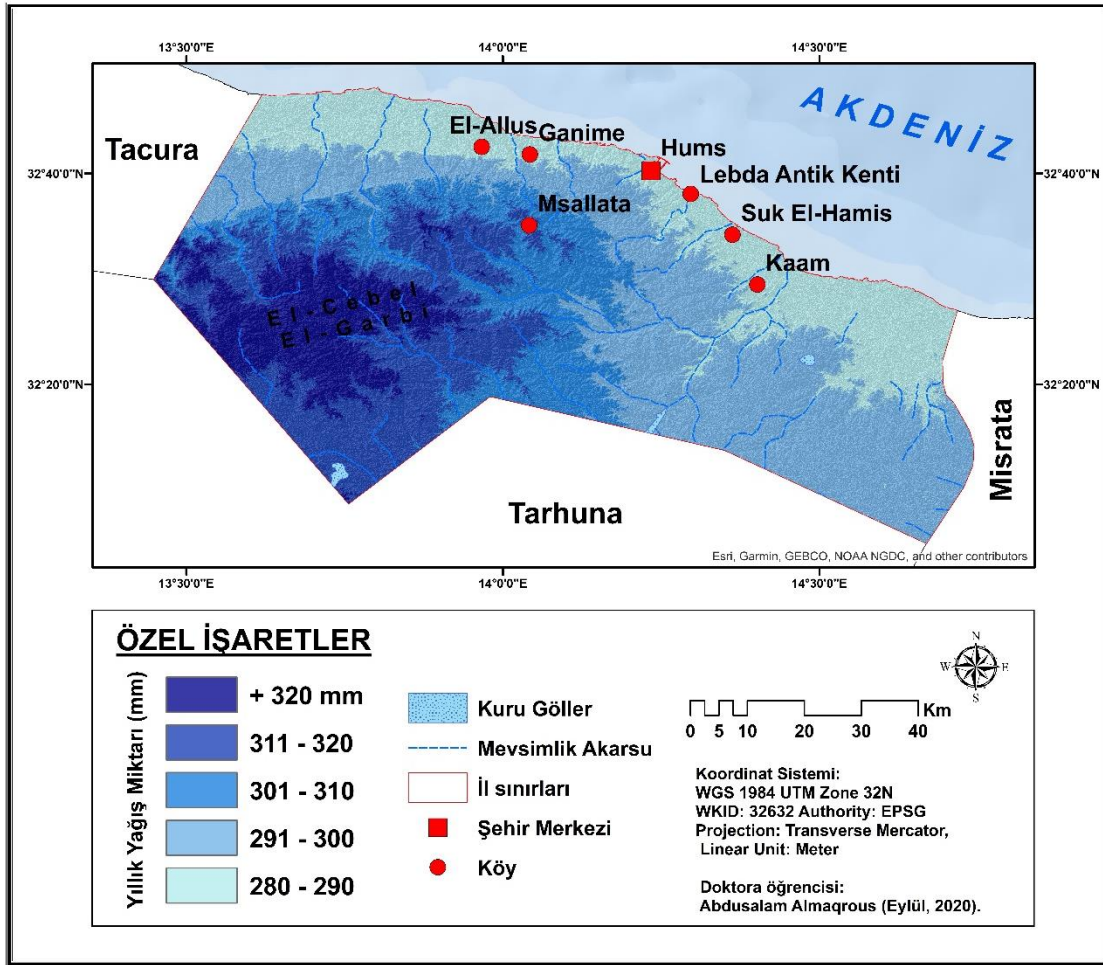 13°30'0"E 14°0'0"E 14°30'0"E
AKDENİZ
El-Allus
Ganime
Hums
Tacura
Lebda Antik Kenti
32°40'0"N 32°40'0"N
Msallata
Suk El-Hamis
Kaam
El-Cebel
El-Garbi
32°20'0"N 32°20'0"N
Misrata
Tarhuna
Esri, Garmin, GEBCO, NOAA NGDC, and other contributors
13°30'0"E 14°0'0"E 14°30'0"E
ÖZEL İŞARETLER
Yıllık Yağış Miktarı (mm)
+ 320 mm
311 - 320
301 - 310
291 - 300
280 - 290
Kuru Göller
Mevsimlik Akarsu
İl sınırları
Şehir Merkezi
Köy
N
W E
S
Km
0 5 10 20 30 40
Koordinat Sistemi:
WGS 1984 UTM Zone 32N
WKID: 32632 Authority: EPSG
Projection: Transverse Mercator,
Linear Unit: Meter
Doktora öğrencisi:
Abdusalam Almaqrous (Eylül, 2020).